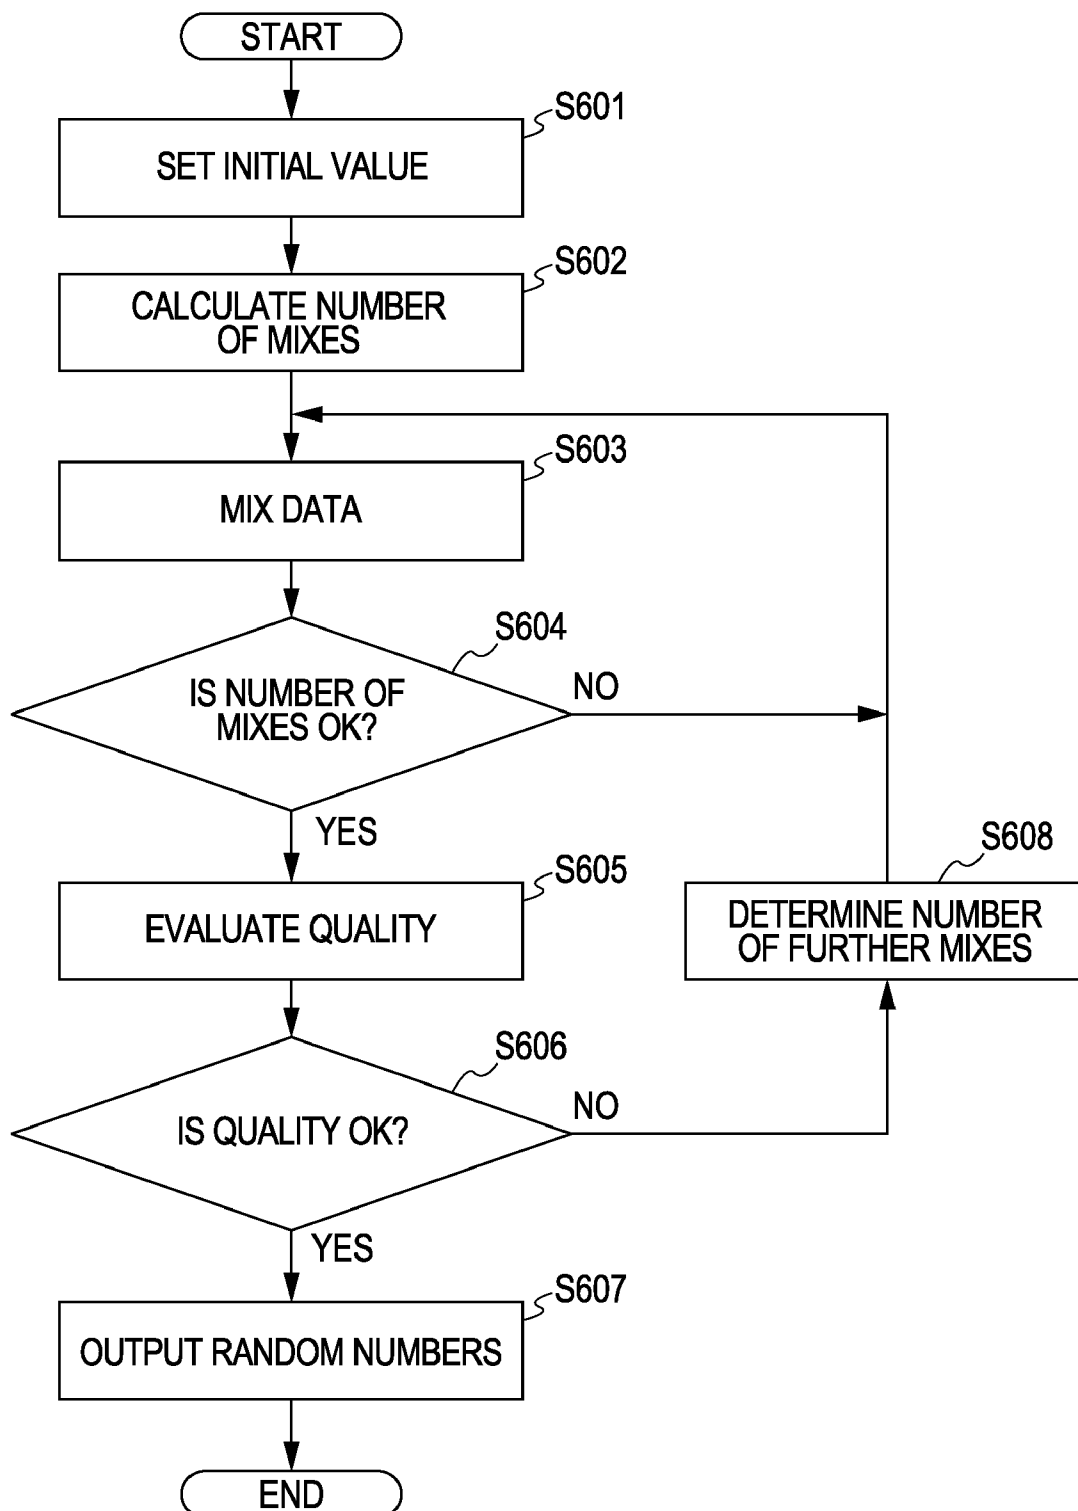 START
S601
SET INITIAL VALUE
S602
CALCULATE NUMBER
OF MIXES
S603
MIX DATA
S604
IS NUMBER OF
MIXES OK?
NO
YES
S605
EVALUATE QUALITY
S608
DETERMINE NUMBER
OF FURTHER MIXES
S606
IS QUALITY OK?
NO
YES
S607
OUTPUT RANDOM NUMBERS
END